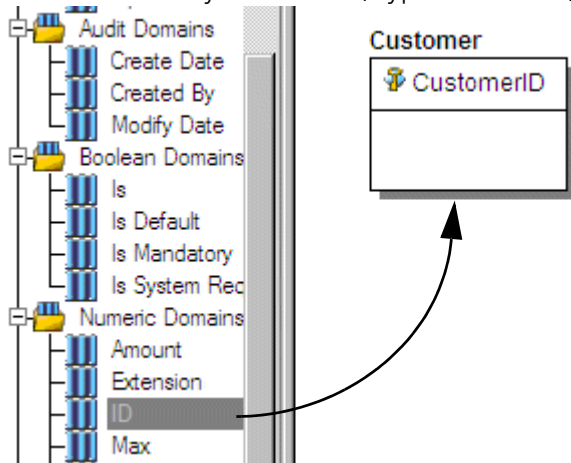 Audit Domains
Create Date
Created By
Modify Date
Boolean Domains
Is
Is Default
Is Mandatory
Is System Rec
Numeric Domains
Amount
Extension
ID
Max
Customer
CustomerID